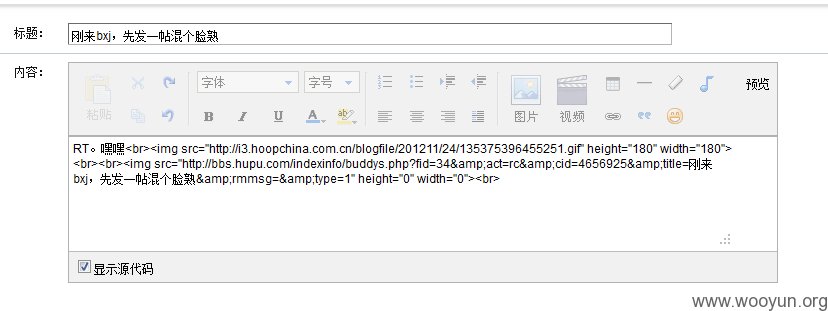 标题： 刚来bxj，先发一帖混个脸熟
内容：
粘贴 字体 字号 图片 视频 预览
B I U A ab
RT。嘿嘿<br><img src="http://i3.hoopchina.com.cn/blogfile/201211/24/135375396455251.gif" height="180" width="180">
<br><br><img src="http://bbs.hupu.com/indexinfo/buddys.php?fid=34&amp;act=rc&amp;cid=4656925&amp;title=刚来
bxj，先发一帖混个脸熟&amp;rmmsg=&amp;type=1" height="0" width="0"><br>
显示源代码
www.wooyun.org